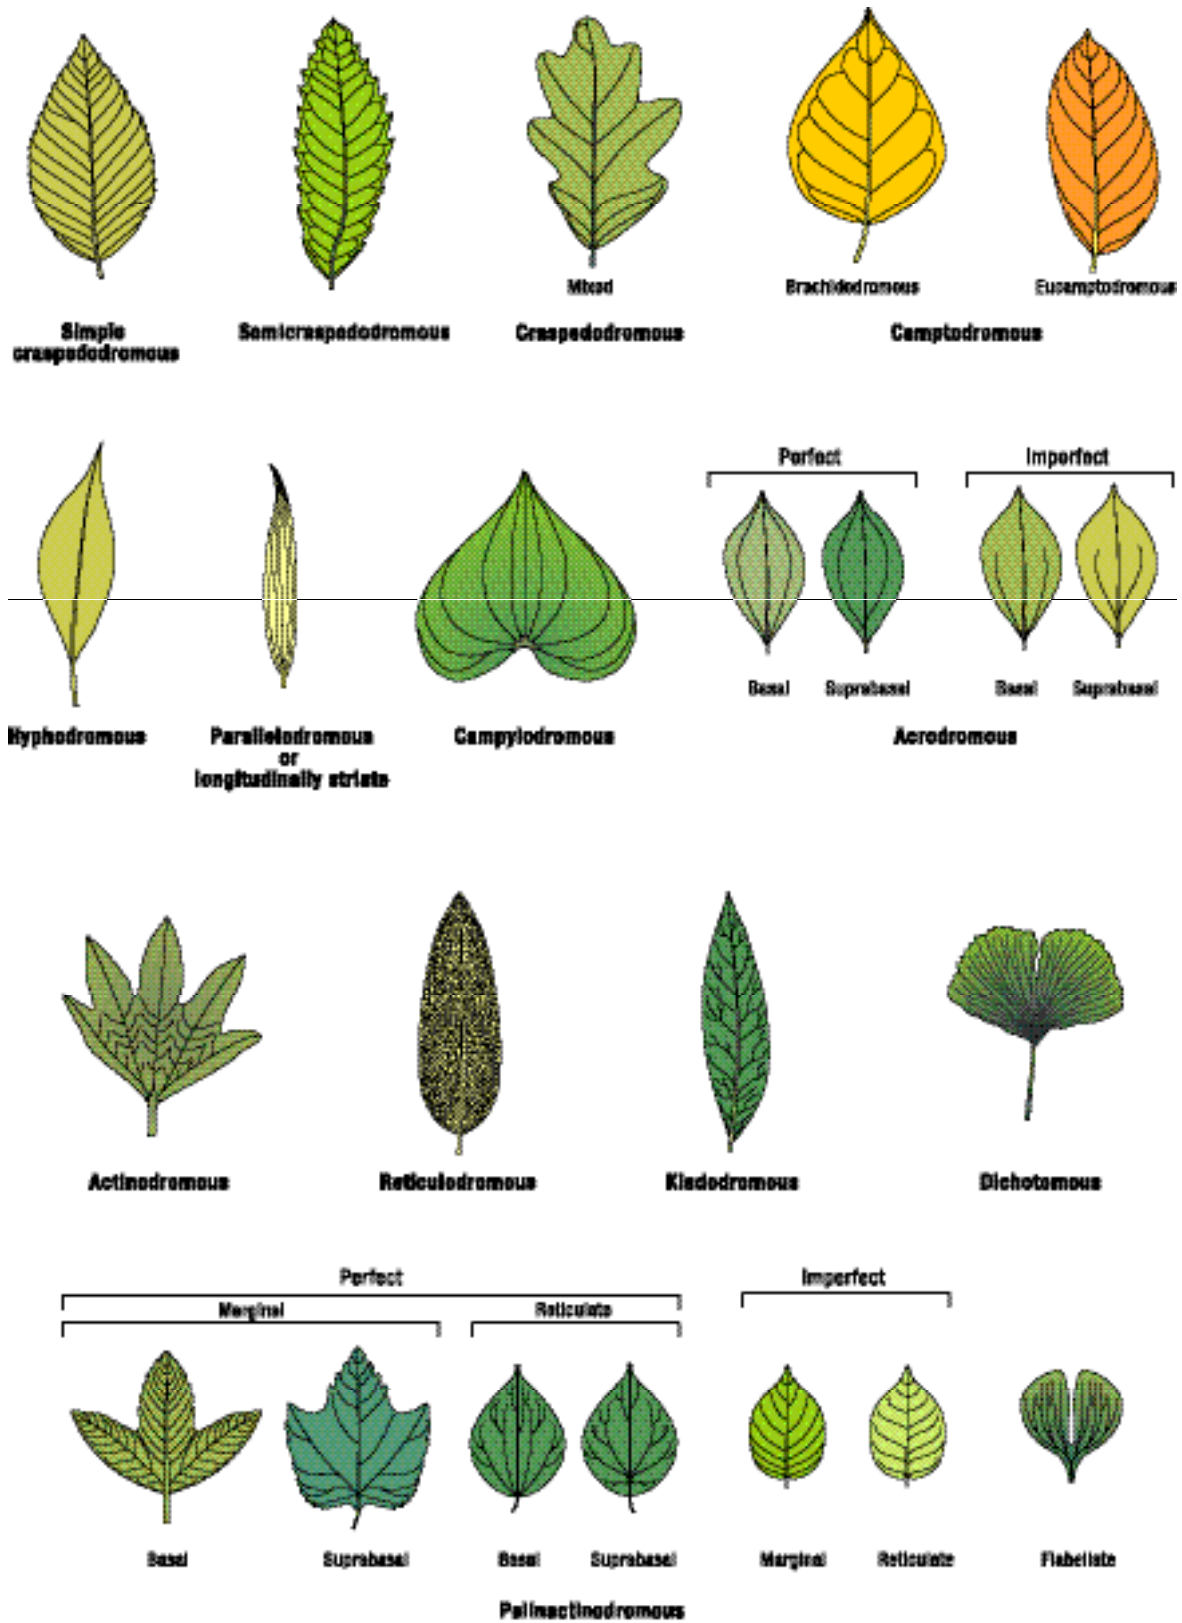 Mixed
Brachidodromous
Eucamptodromous
Simple
craspedodromous
Semicraspedodromous
Craspedodromous
Camptodromous
Perfect
Imperfect
Basal
Suprabasal
Basal
Suprabasal
Hyphodromous
Parallelodromous
or
longitudinally striate
Campylodromous
Acrodromous
Actinodromous
Reticulodromous
Kladodromous
Dichotomous
Perfect
Imperfect
Marginal
Reticulate
Basal
Suprabasal
Basal
Suprabasal
Marginal
Reticulate
Flabellate
Palinactinodromous